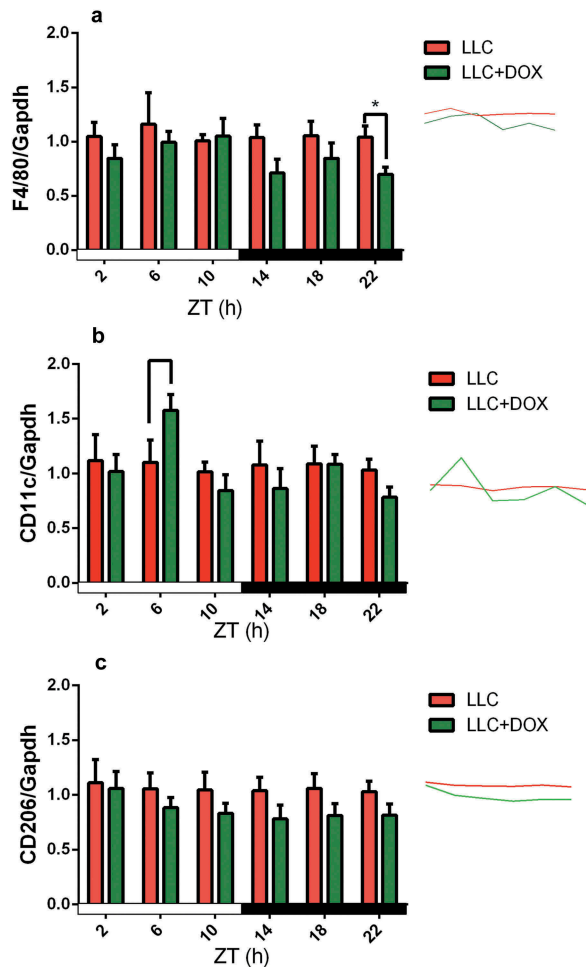 a
LLC
LLC+DOX
F4/80/Gapdh
2.0
1.5
1.0
0.5
0.0
*
2 6 10 14 18 22
ZT (h)
b
LLC
LLC+DOX
CD11c/Gapdh
2.0
1.5
1.0
0.5
0.0
2 6 10 14 18 22
ZT (h)
c
LLC
LLC+DOX
CD206/Gapdh
2.0
1.5
1.0
0.5
0.0
2 6 10 14 18 22
ZT (h)